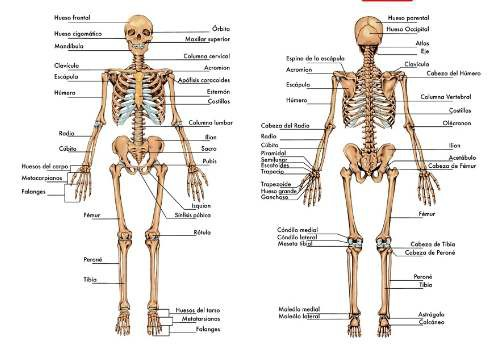 Hueso frontal
Hueso cigomático
Mandíbula
Clavícula
Escápula
Húmero
Radio
Cúbito
Huesos del carpo
Metacarpianos
Falanges
Fémur
Peroné
Tibia
Órbita
Maxilar superior
Columna cervical
Acromion
Apófisis coracoides
Esternón
Costillas
Columna lumbar
Ilion
Sacro
Pubis
Isquion
Sínfisis púbica
Rótula
Huesos del tarso
Metatarsianos
Falanges
Espina de la escápula
Acromion
Escápula
Húmero
Cabeza del Radio
Radio
Cúbito
Piramidal
Semilunar
Escafoides
Trapecio
Trapezoide
Hueso grande
Ganchoso
Cóndilo medial
Cóndilo lateral
Meseta tibial
Maléolo medial
Maléolo lateral
Hueso parental
Hueso Occipital
Atlas
Eje
Clavícula
Cabeza del Húmero
Columna Vertebral
Costillas
Olécranon
Ilion
Acetábulo
Cabeza de Fémur
Fémur
Cabeza de Tibia
Cabeza de Peroné
Peroné
Tibia
Astrágalo
Calcáneo